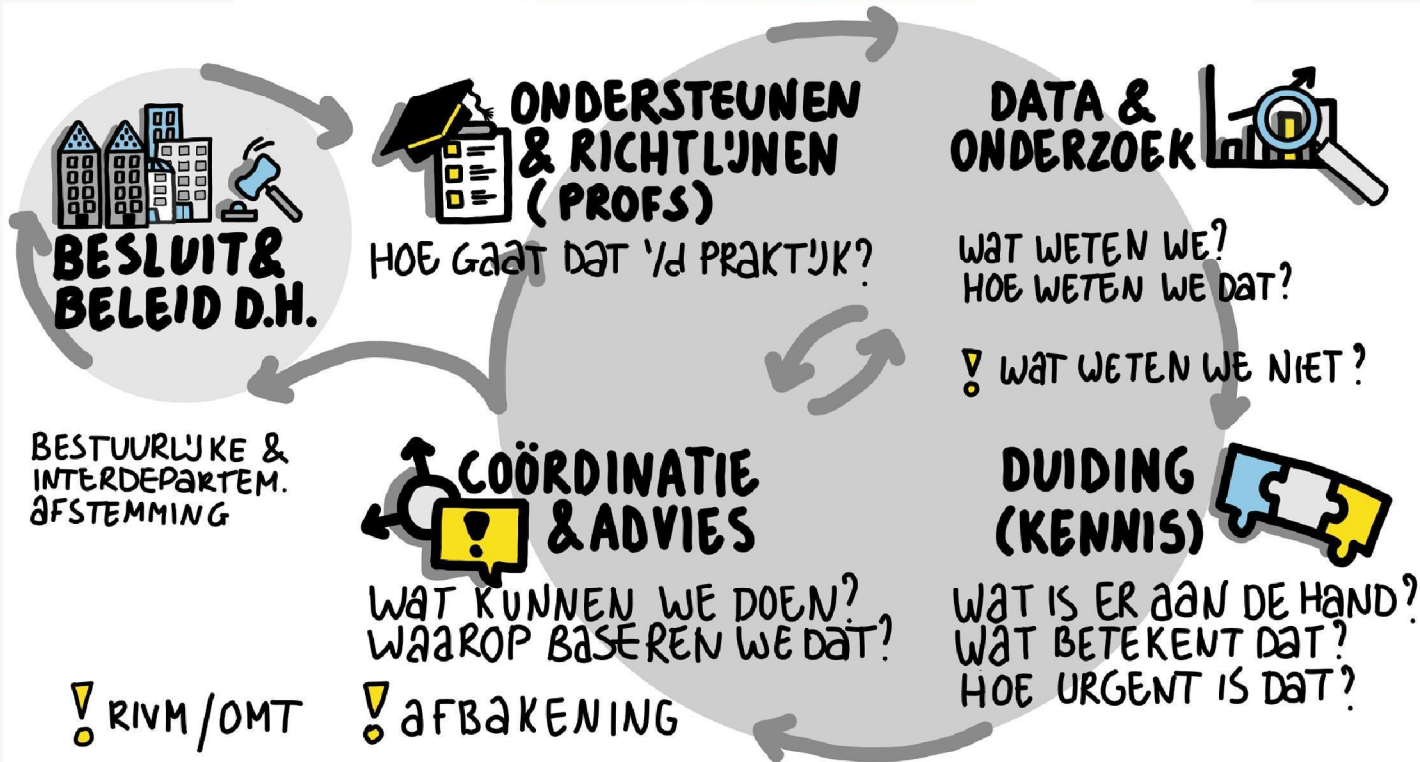 BESLUIT &
BELEID D.H.
BESTUURLIJKE &
INTERDEPARTEM.
AFSTEMMING
! RIVM/OMT
ONDERSTEUNEN
& RICHTLIJNEN
(PROFS)
HOE GAAT DAT i/d PRAKTIJK?
DATA &
ONDERZOEK
WAT WETEN WE?
HOE WETEN WE DAT?
! WAT WETEN WE NIET?
COÖRDINATIE
& ADVIES
!
WAT KUNNEN WE DOEN?
WAAROP BASEREN WE DAT?
! AFBAKENING
DUIDING
(KENNIS)
WAT IS ER AAN DE HAND?
WAT BETEKENT DAT?
HOE URGENT IS DAT?